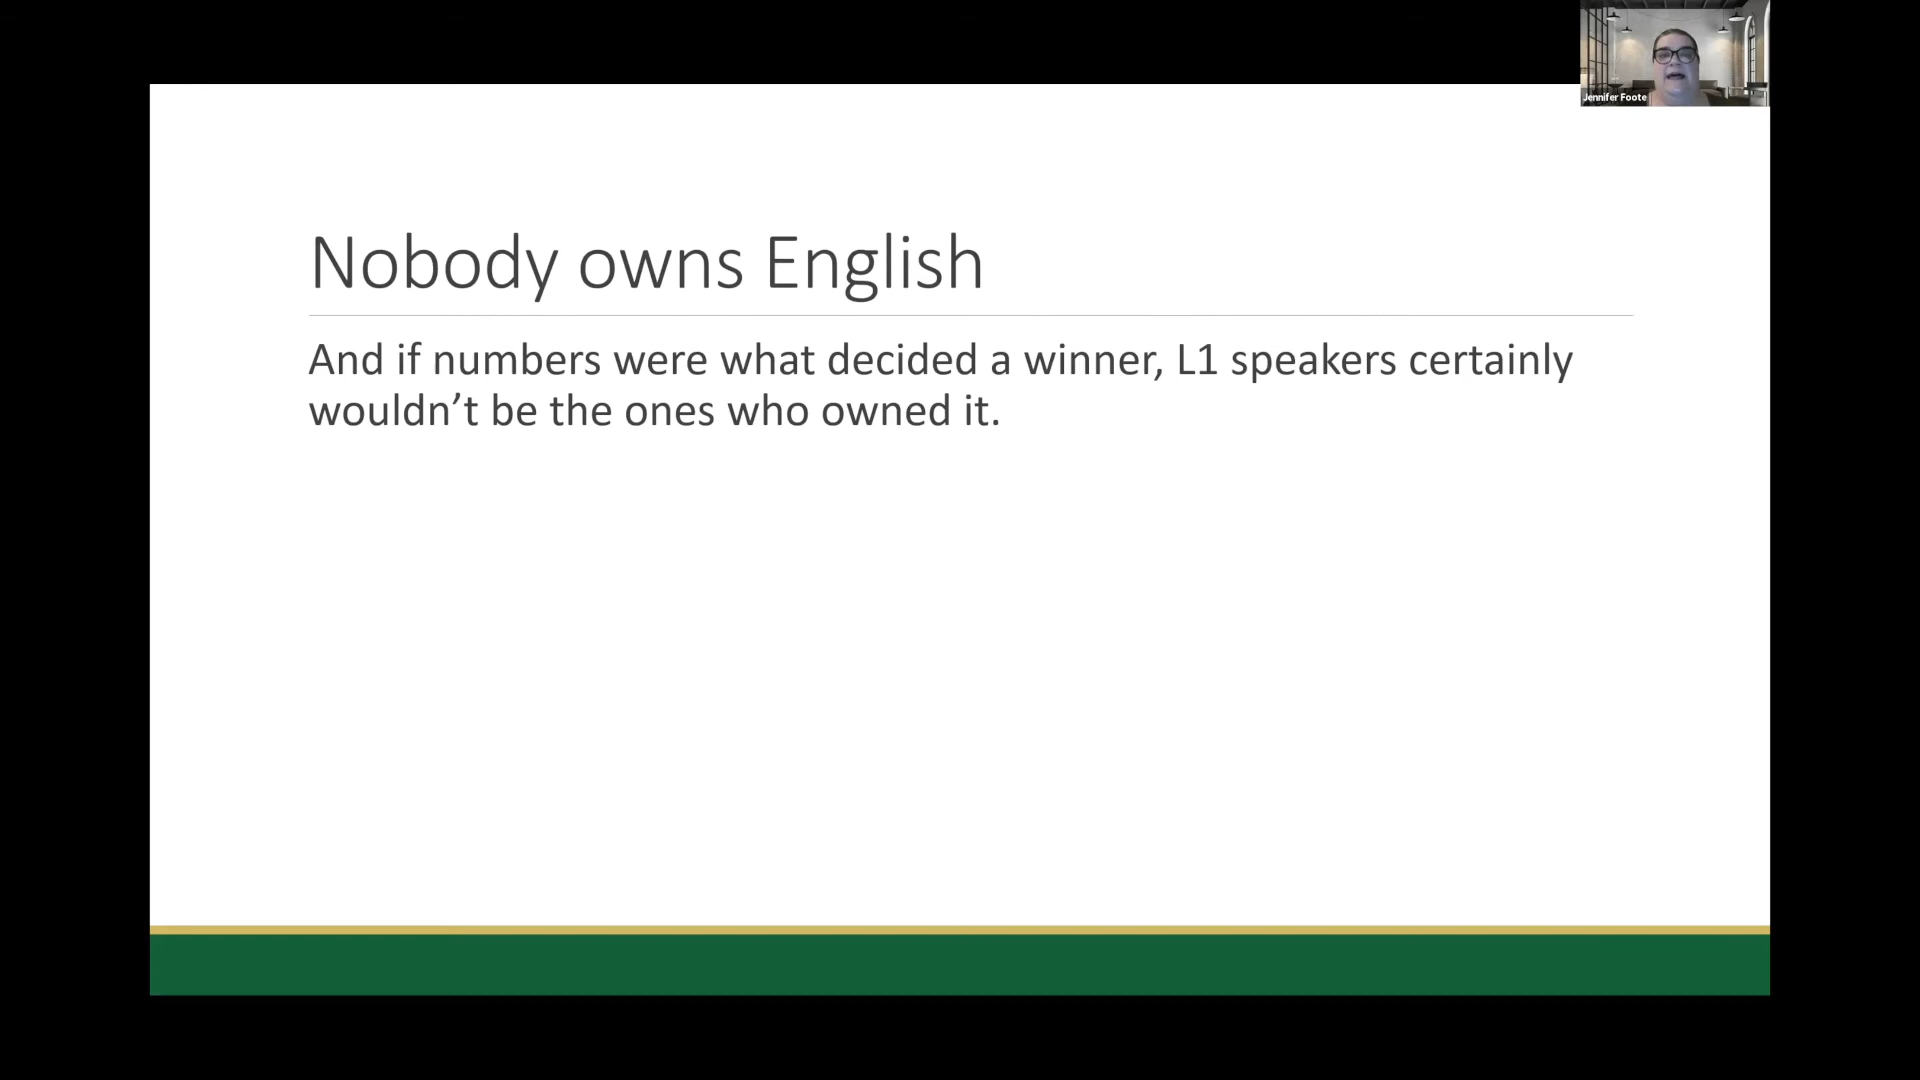 Jennifer Foote
Nobody owns English
And if numbers were what decided a winner, L1 speakers certainly
wouldn’t be the ones who owned it.